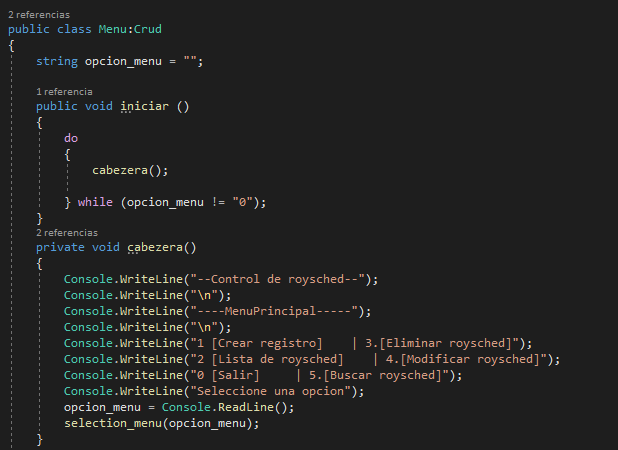 2 referencias
public class Menu:Crud
{
string opcion_menu = "";
1 referencia
public void iniciar ()
{
do
{
cabezera();
} while (opcion_menu != "0");
}
2 referencias
private void cabezera()
{
Console.WriteLine("--Control de roysched--");
Console.WriteLine("\n");
Console.WriteLine("----MenuPrincipal-----");
Console.WriteLine("\n");
Console.WriteLine("1 [Crear registro]    | 3.[Eliminar roysched]");
Console.WriteLine("2 [Lista de roysched]    | 4.[Modificar roysched]");
Console.WriteLine("0 [Salir]     | 5.[Buscar roysched]");
Console.WriteLine("Seleccione una opcion");
opcion_menu = Console.ReadLine();
selection_menu(opcion_menu);
}